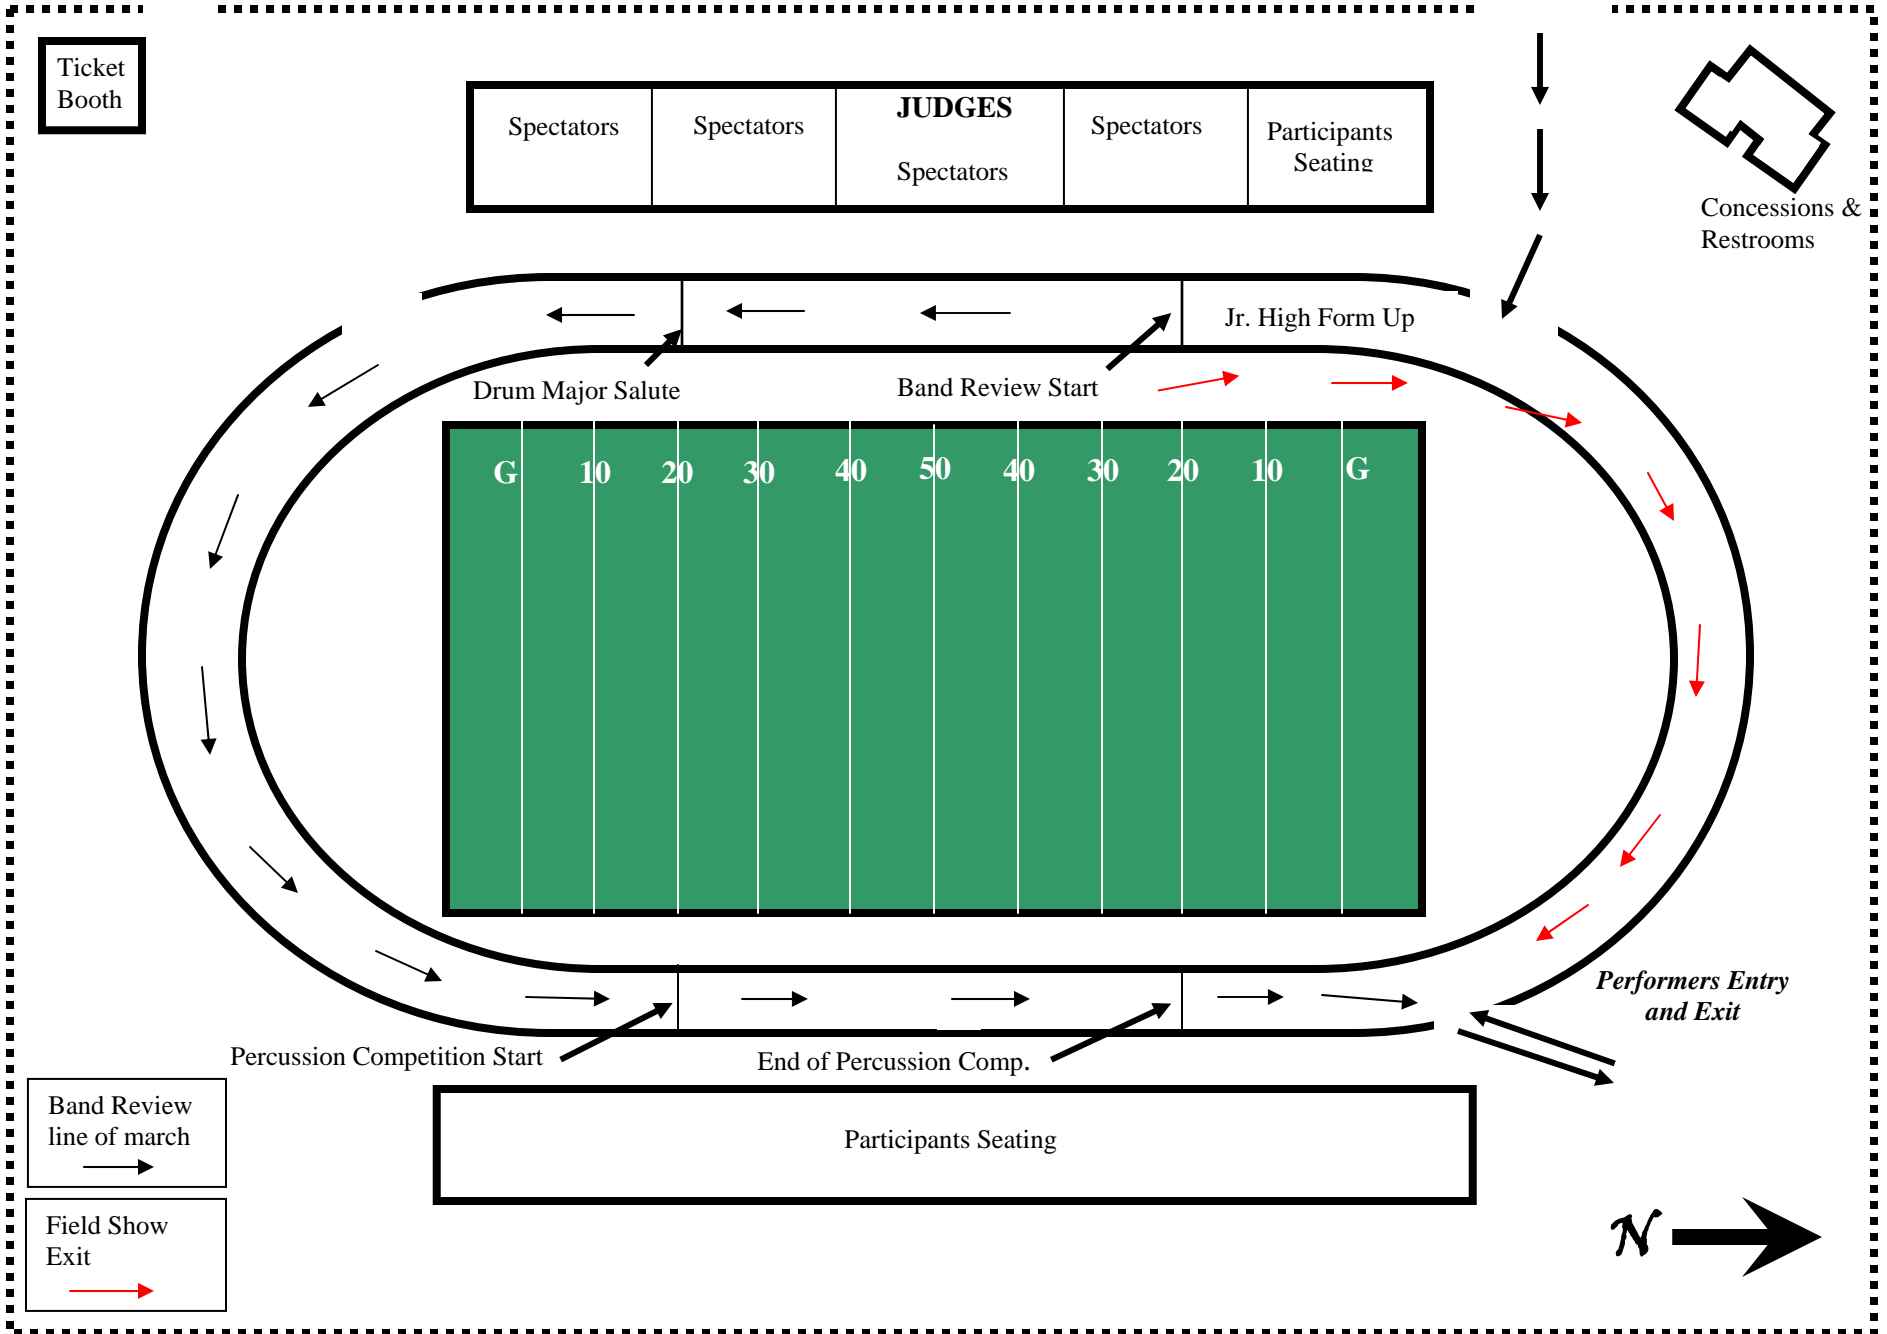 Ticket
Booth
Spectators
Spectators
JUDGES
Spectators
Spectators
Participants
Seating
Concessions &
Restrooms
Jr. High Form Up
Drum Major Salute
Band Review Start
G 10 20 30 40 50 40 30 20 10 G
Performers Entry
and Exit
Percussion Competition Start
End of Percussion Comp.
Participants Seating
Band Review
line of march
Field Show
Exit
N